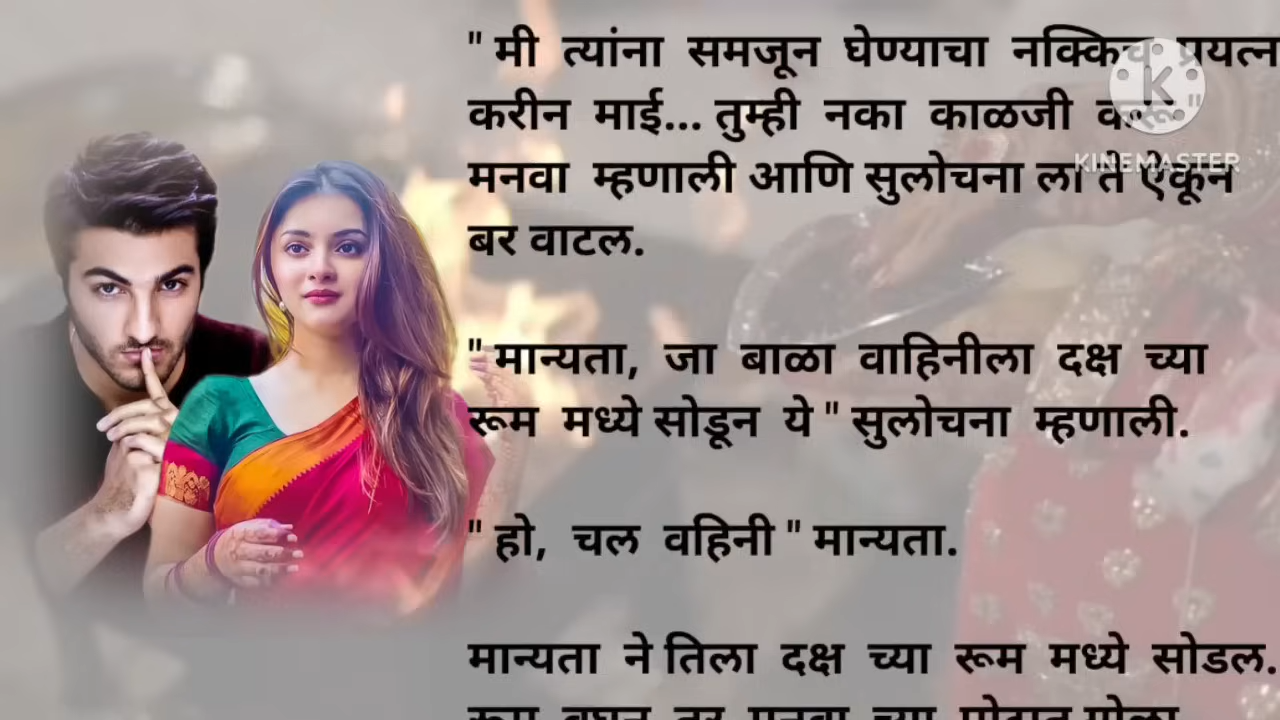 " मी त्यांना समजून घेण्याचा नक्किच प्रयत्न
करीन माई... तुम्ही नका काळजी करू "
मनवा म्हणाली आणि सुलोचना ला ते ऐकून
बर वाटल.
" मान्यता, जा बाळा वाहिनीला दक्ष च्या
रूम मध्ये सोडून ये " सुलोचना म्हणाली.
" हो, चल वहिनी " मान्यता.
मान्यता ने तिला दक्ष च्या रूम मध्ये सोडल.
K
KINEMASTER